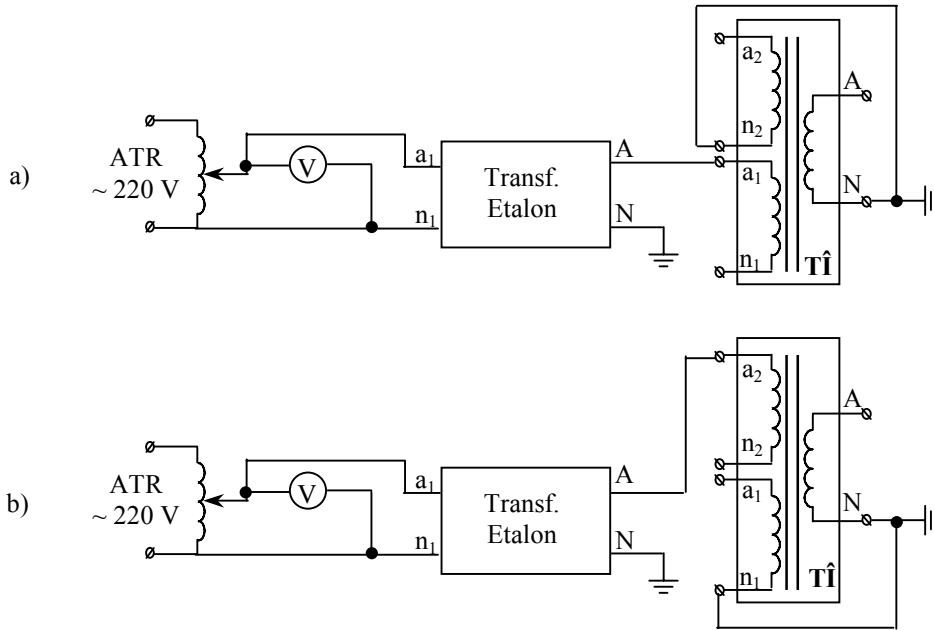 a)
ATR
~ 220 V
V
a₁
n₁
Transf.
Etalon
A
N
a₂
n₂
a₁
n₁
TÎ
A
N
b)
ATR
~ 220 V
V
a₁
n₁
Transf.
Etalon
A
N
a₂
n₂
a₁
n₁
TÎ
A
N